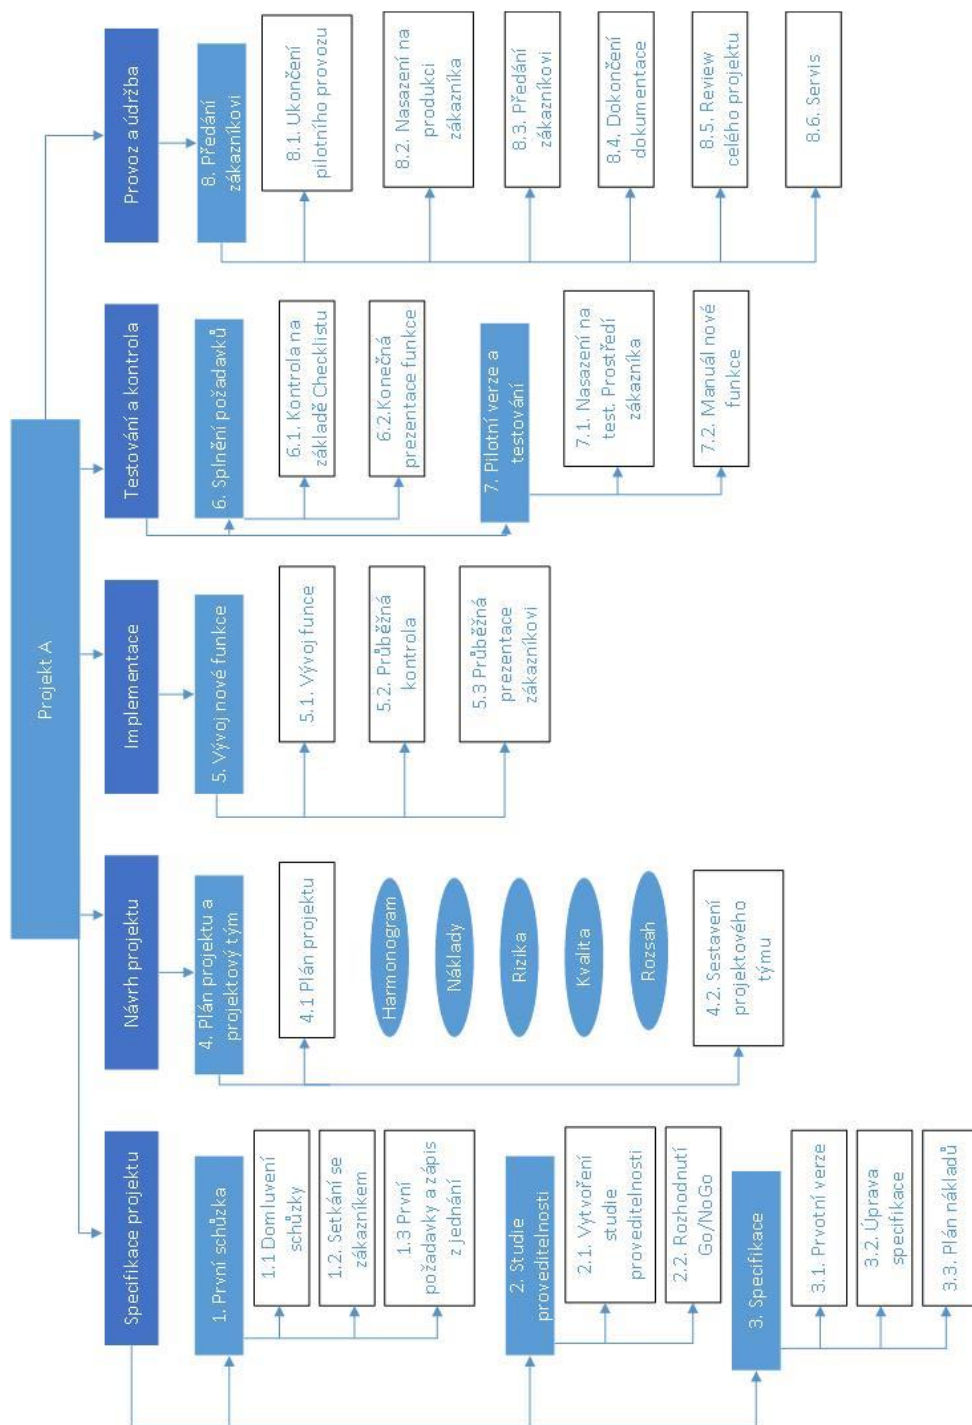 Projekt A
Specifikace projektu
1. První schůzka
1.1 Domluvení
schůzky
1.2. Setkání se
zákazníkem
1.3 První
požadavky a zápis
z jednání
2. Studie
proveditelnosti
2.1. Vytvoření
studie
proveditelnosti
2.2. Rozhodnutí
Go/NoGo
3. Specifikace
3.1. Prvotní verze
3.2. Úprava
specifikace
3.3. Plán nákladů
Návrh projektu
4. Plán projektu a
projektový tým
4.1 Plán projektu
Harmonogram
Náklady
Rizika
Kvalita
Rozsah
4.2. Sestavení
projektového
týmu
Implementace
5. Vývoj nové funkce
5.1. Vývoj funce
5.2. Průběžná
kontrola
5.3 Průběžná
prezentace
zákazníkovi
Testování a kontrola
6. Splnění požadavků
6.1. Kontrola na
základě Checklistu
6.2.Konečná
prezentace funkce
7. Pilotní verze a
testování
7.1. Nasazení na
test. Prostředí
zákazníka
7.2. Manuál nové
funkce
Provoz a údržba
8. Předání
zákazníkovi
8.1. Ukončení
pilotního provozu
8.2. Nasazení na
produkci
zákazníka
8.3. Předání
zákazníkovi
8.4. Dokončení
dokumentace
8.5. Review
celého projektu
8.6. Servis